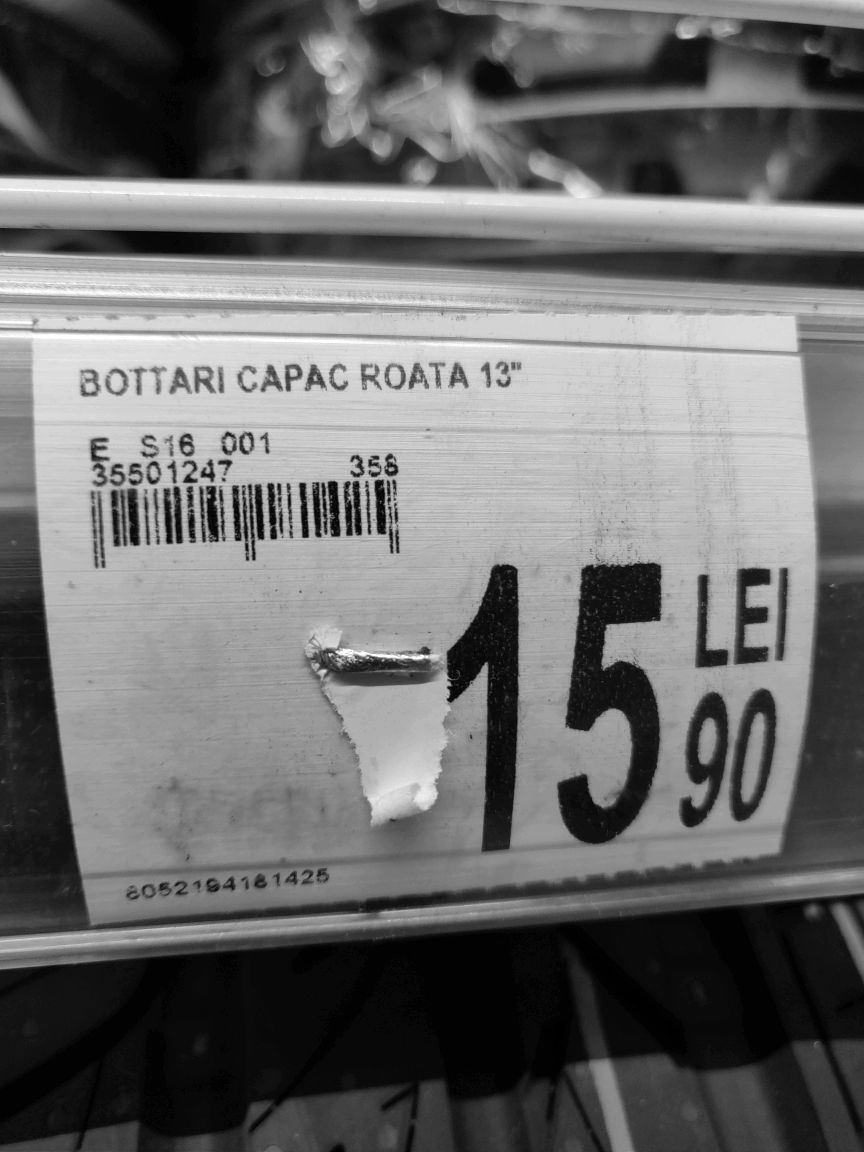 BOTTARI CAPAC ROATA 13"
E S16 001
35501247 358
15 LEI
90
8052194181425